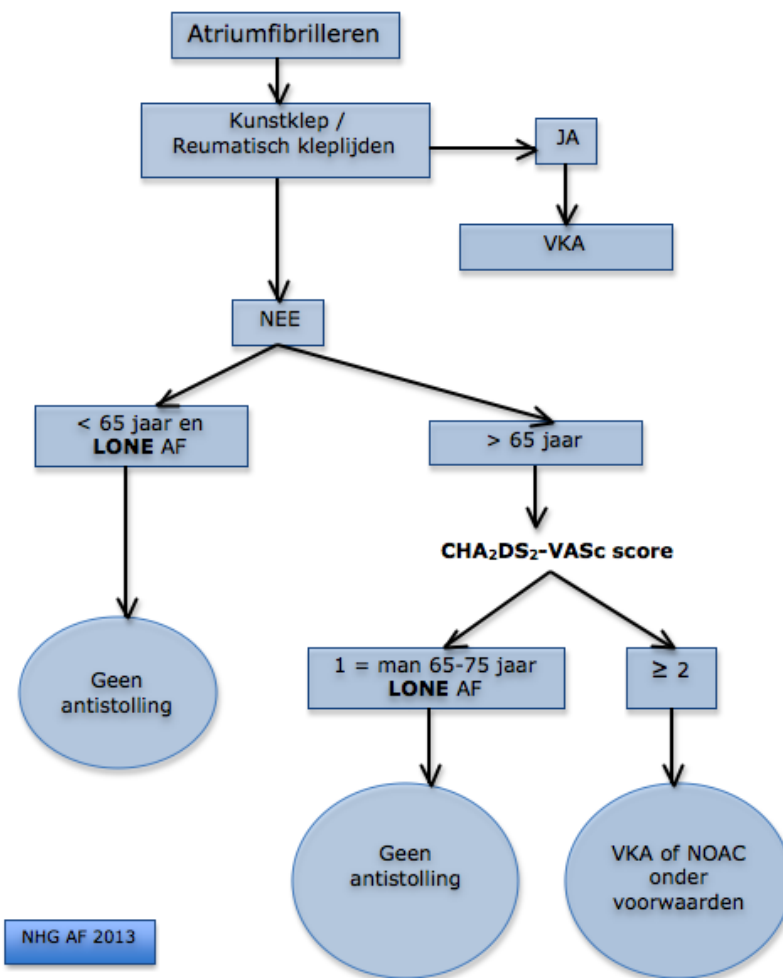 Atriumfibrilleren
Kunstklep /
Reumatisch kleplijden
JA
VKA
NEE
< 65 jaar en
LONE AF
> 65 jaar
CHA₂DS₂-VASc score
1 = man 65-75 jaar
LONE AF
≥ 2
Geen
antistolling
Geen
antistolling
VKA of NOAC
onder
voorwaarden
NHG AF 2013